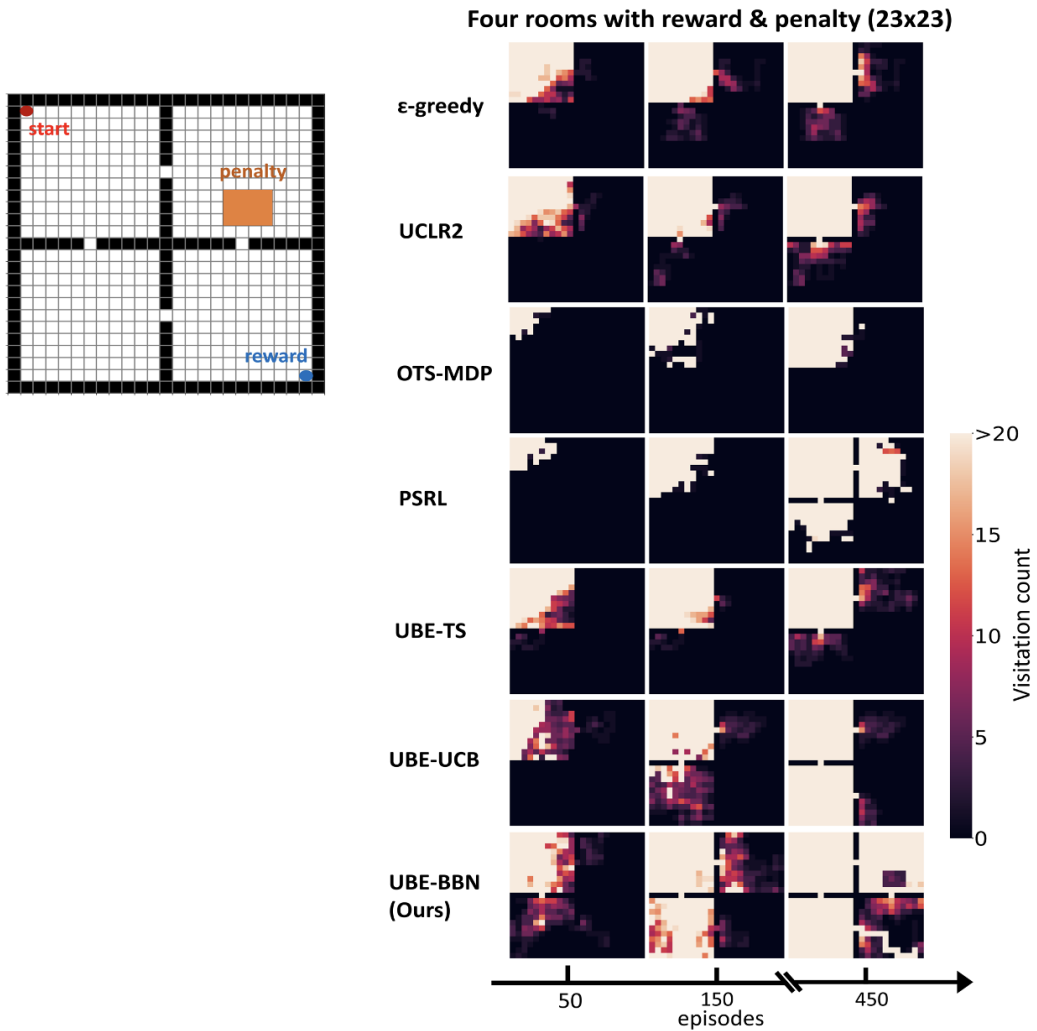 Four rooms with reward & penalty (23x23)
start
penalty
reward
ε-greedy
UCLR2
OTS-MDP
PSRL
UBE-TS
UBE-UCB
UBE-BBN
(Ours)
>20
15
10
5
0
Visitation count
50
150
450
episodes